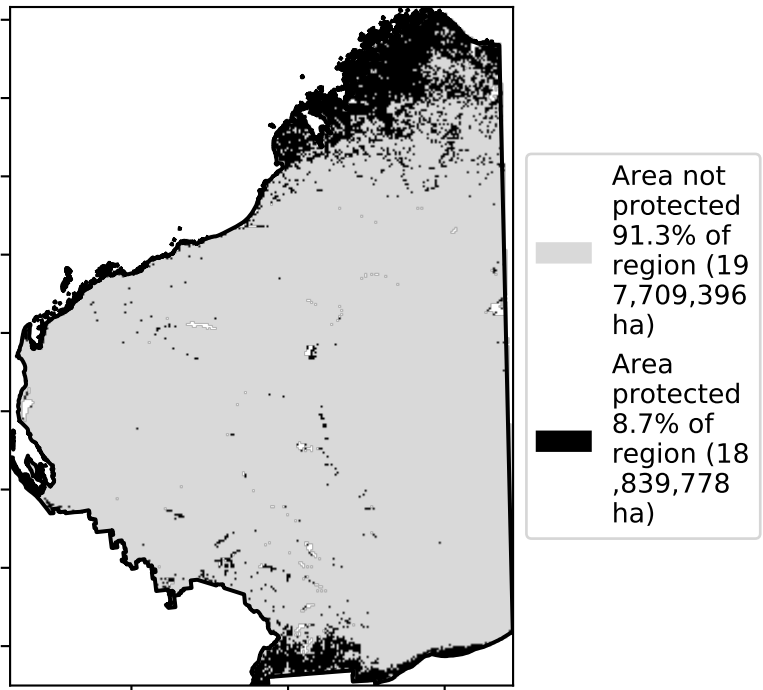 Area not
protected
91.3% of
region (19
7,709,396
ha)
Area
protected
8.7% of
region (18
,839,778
ha)